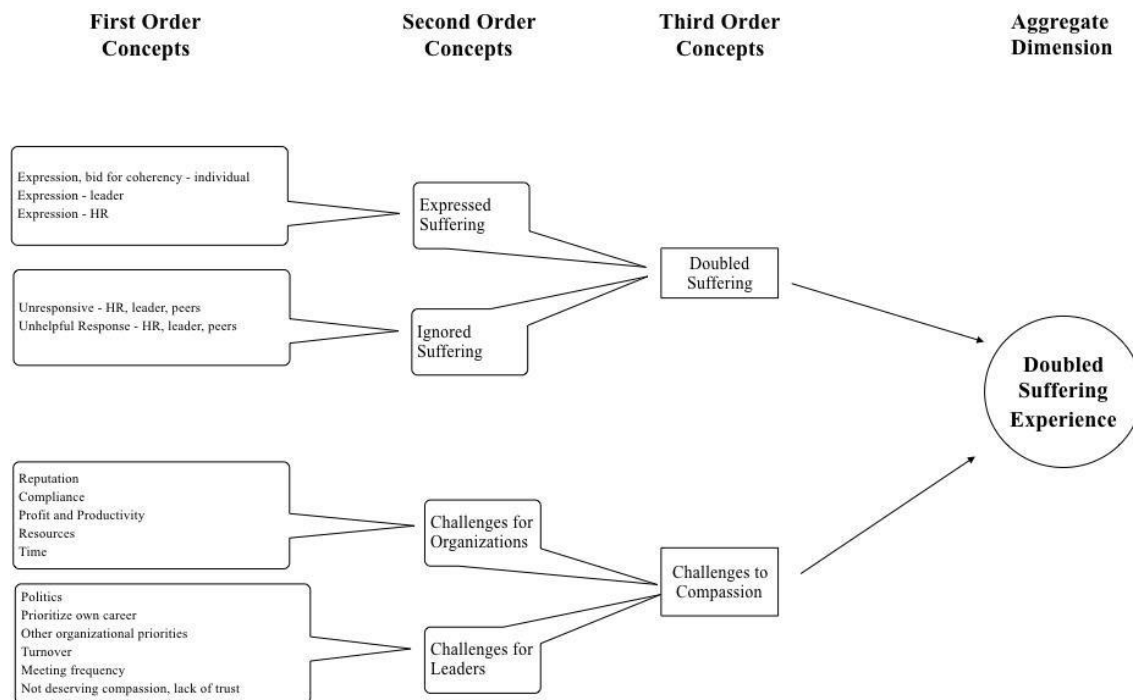 First Order
Concepts
Second Order
Concepts
Third Order
Concepts
Aggregate
Dimension
Expression, bid for coherency - individual
Expression - leader
Expression - HR
Expressed
Suffering
Unresponsive - HR, leader, peers
Unhelpful Response - HR, leader, peers
Ignored
Suffering
Doubled
Suffering
Reputation
Compliance
Profit and Productivity
Resources
Time
Challenges for
Organizations
Politics
Prioritize own career
Other organizational priorities
Turnover
Meeting frequency
Not deserving compassion, lack of trust
Challenges for
Leaders
Challenges to
Compassion
Doubled
Suffering
Experience